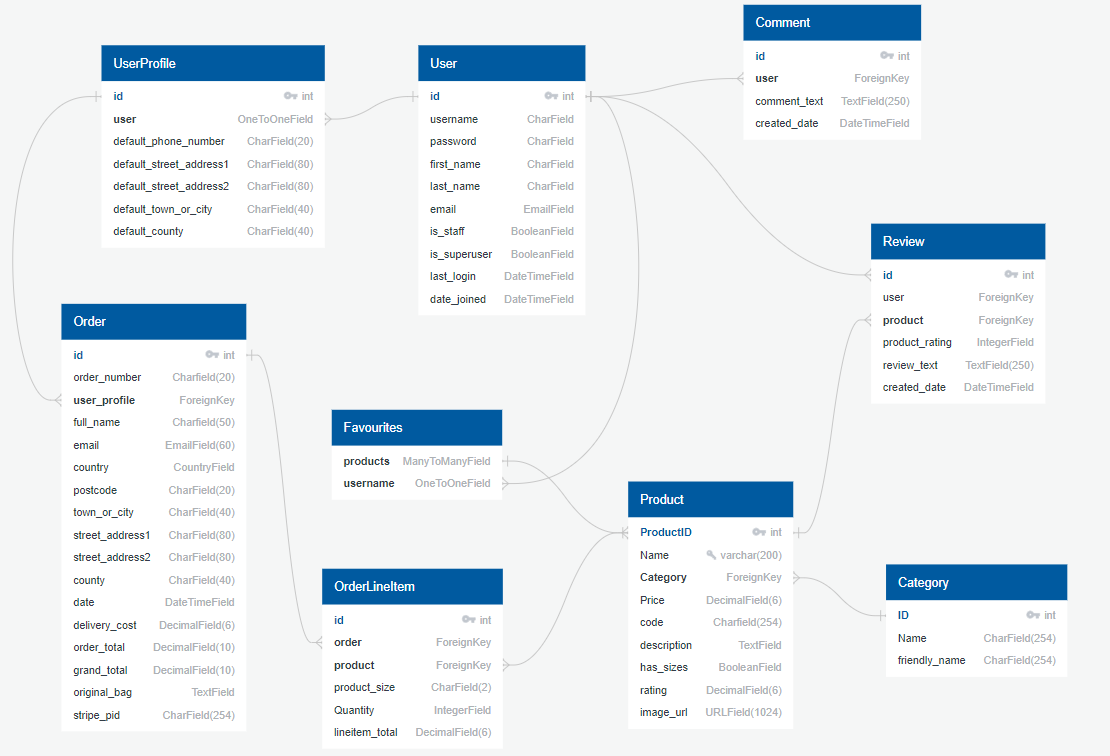 Comment
id int
user ForeignKey
comment_text TextField(250)
created_date DateTimeField
UserProfile
id int
user OneToOneField
default_phone_number CharField(20)
default_street_address1 CharField(80)
default_street_address2 CharField(80)
default_town_or_city CharField(40)
default_county CharField(40)
User
id int
username CharField
password CharField
first_name CharField
last_name CharField
email EmailField
is_staff BooleanField
is_superuser BooleanField
last_login DateTimeField
date_joined DateTimeField
Review
id int
user ForeignKey
product ForeignKey
product_rating IntegerField
review_text TextField(250)
created_date DateTimeField
Order
id int
order_number Charfield(20)
user_profile ForeignKey
full_name Charfield(50)
email EmailField(60)
country CountryField
postcode CharField(20)
town_or_city CharField(40)
street_address1 CharField(80)
street_address2 CharField(80)
county CharField(40)
date DateTimeField
delivery_cost DecimalField(6)
order_total DecimalField(10)
grand_total DecimalField(10)
original_bag TextField
stripe_pid CharField(254)
Favourites
products ManyToManyField
username OneToOneField
Product
ProductID int
Name varchar(200)
Category ForeignKey
Price DecimalField(6)
code Charfield(254)
description TextField
has_sizes BooleanField
rating DecimalField(6)
image_url URLField(1024)
OrderLineItem
id int
order ForeignKey
product ForeignKey
product_size CharField(2)
Quantity IntegerField
lineitem_total DecimalField(6)
Category
ID int
Name CharField(254)
friendly_name CharField(254)